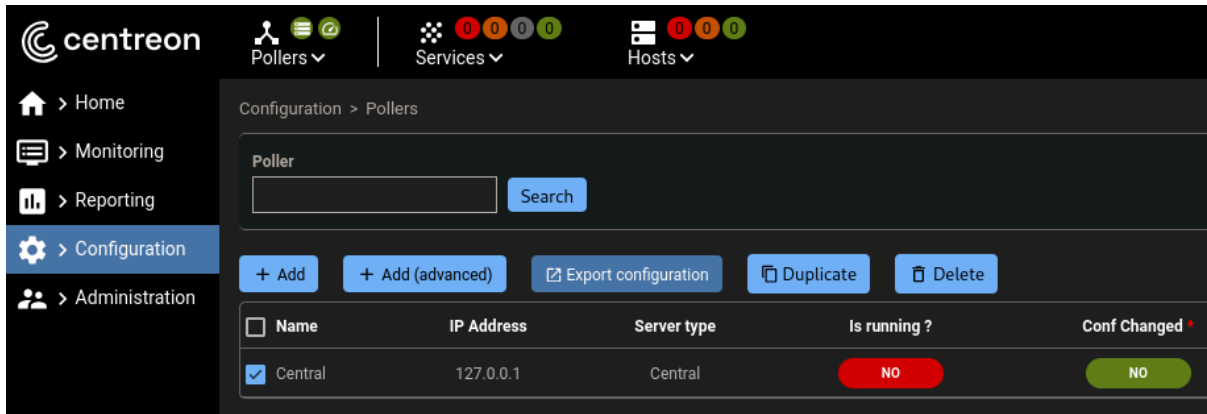 centreon
Pollers
0 0 0 0
Services
0 0 0
Hosts
> Home
> Monitoring
> Reporting
> Configuration
> Administration
Configuration > Pollers
Poller
Search
+ Add
+ Add (advanced)
Export configuration
Duplicate
Delete
Name IP Address Server type Is running ? Conf Changed *
Central 127.0.0.1 Central NO NO